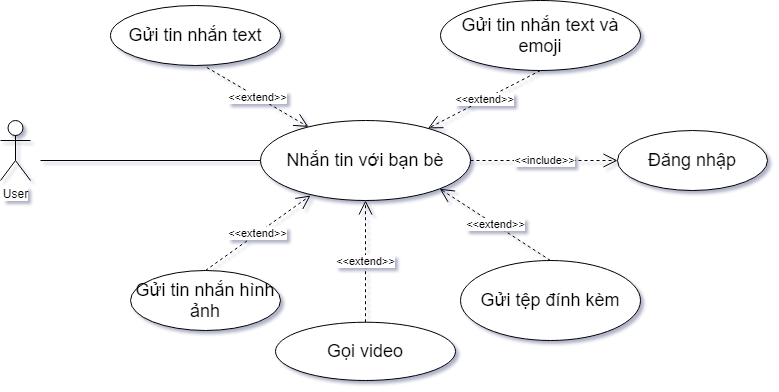 Gửi tin nhắn text
Gửi tin nhắn text và
emoji
<<extend>>
<<extend>>
Nhắn tin với bạn bè
<<include>>
Đăng nhập
User
<<extend>>
<<extend>>
<<extend>>
Gửi tin nhắn hình
ảnh
Gửi tệp đính kèm
Gọi video